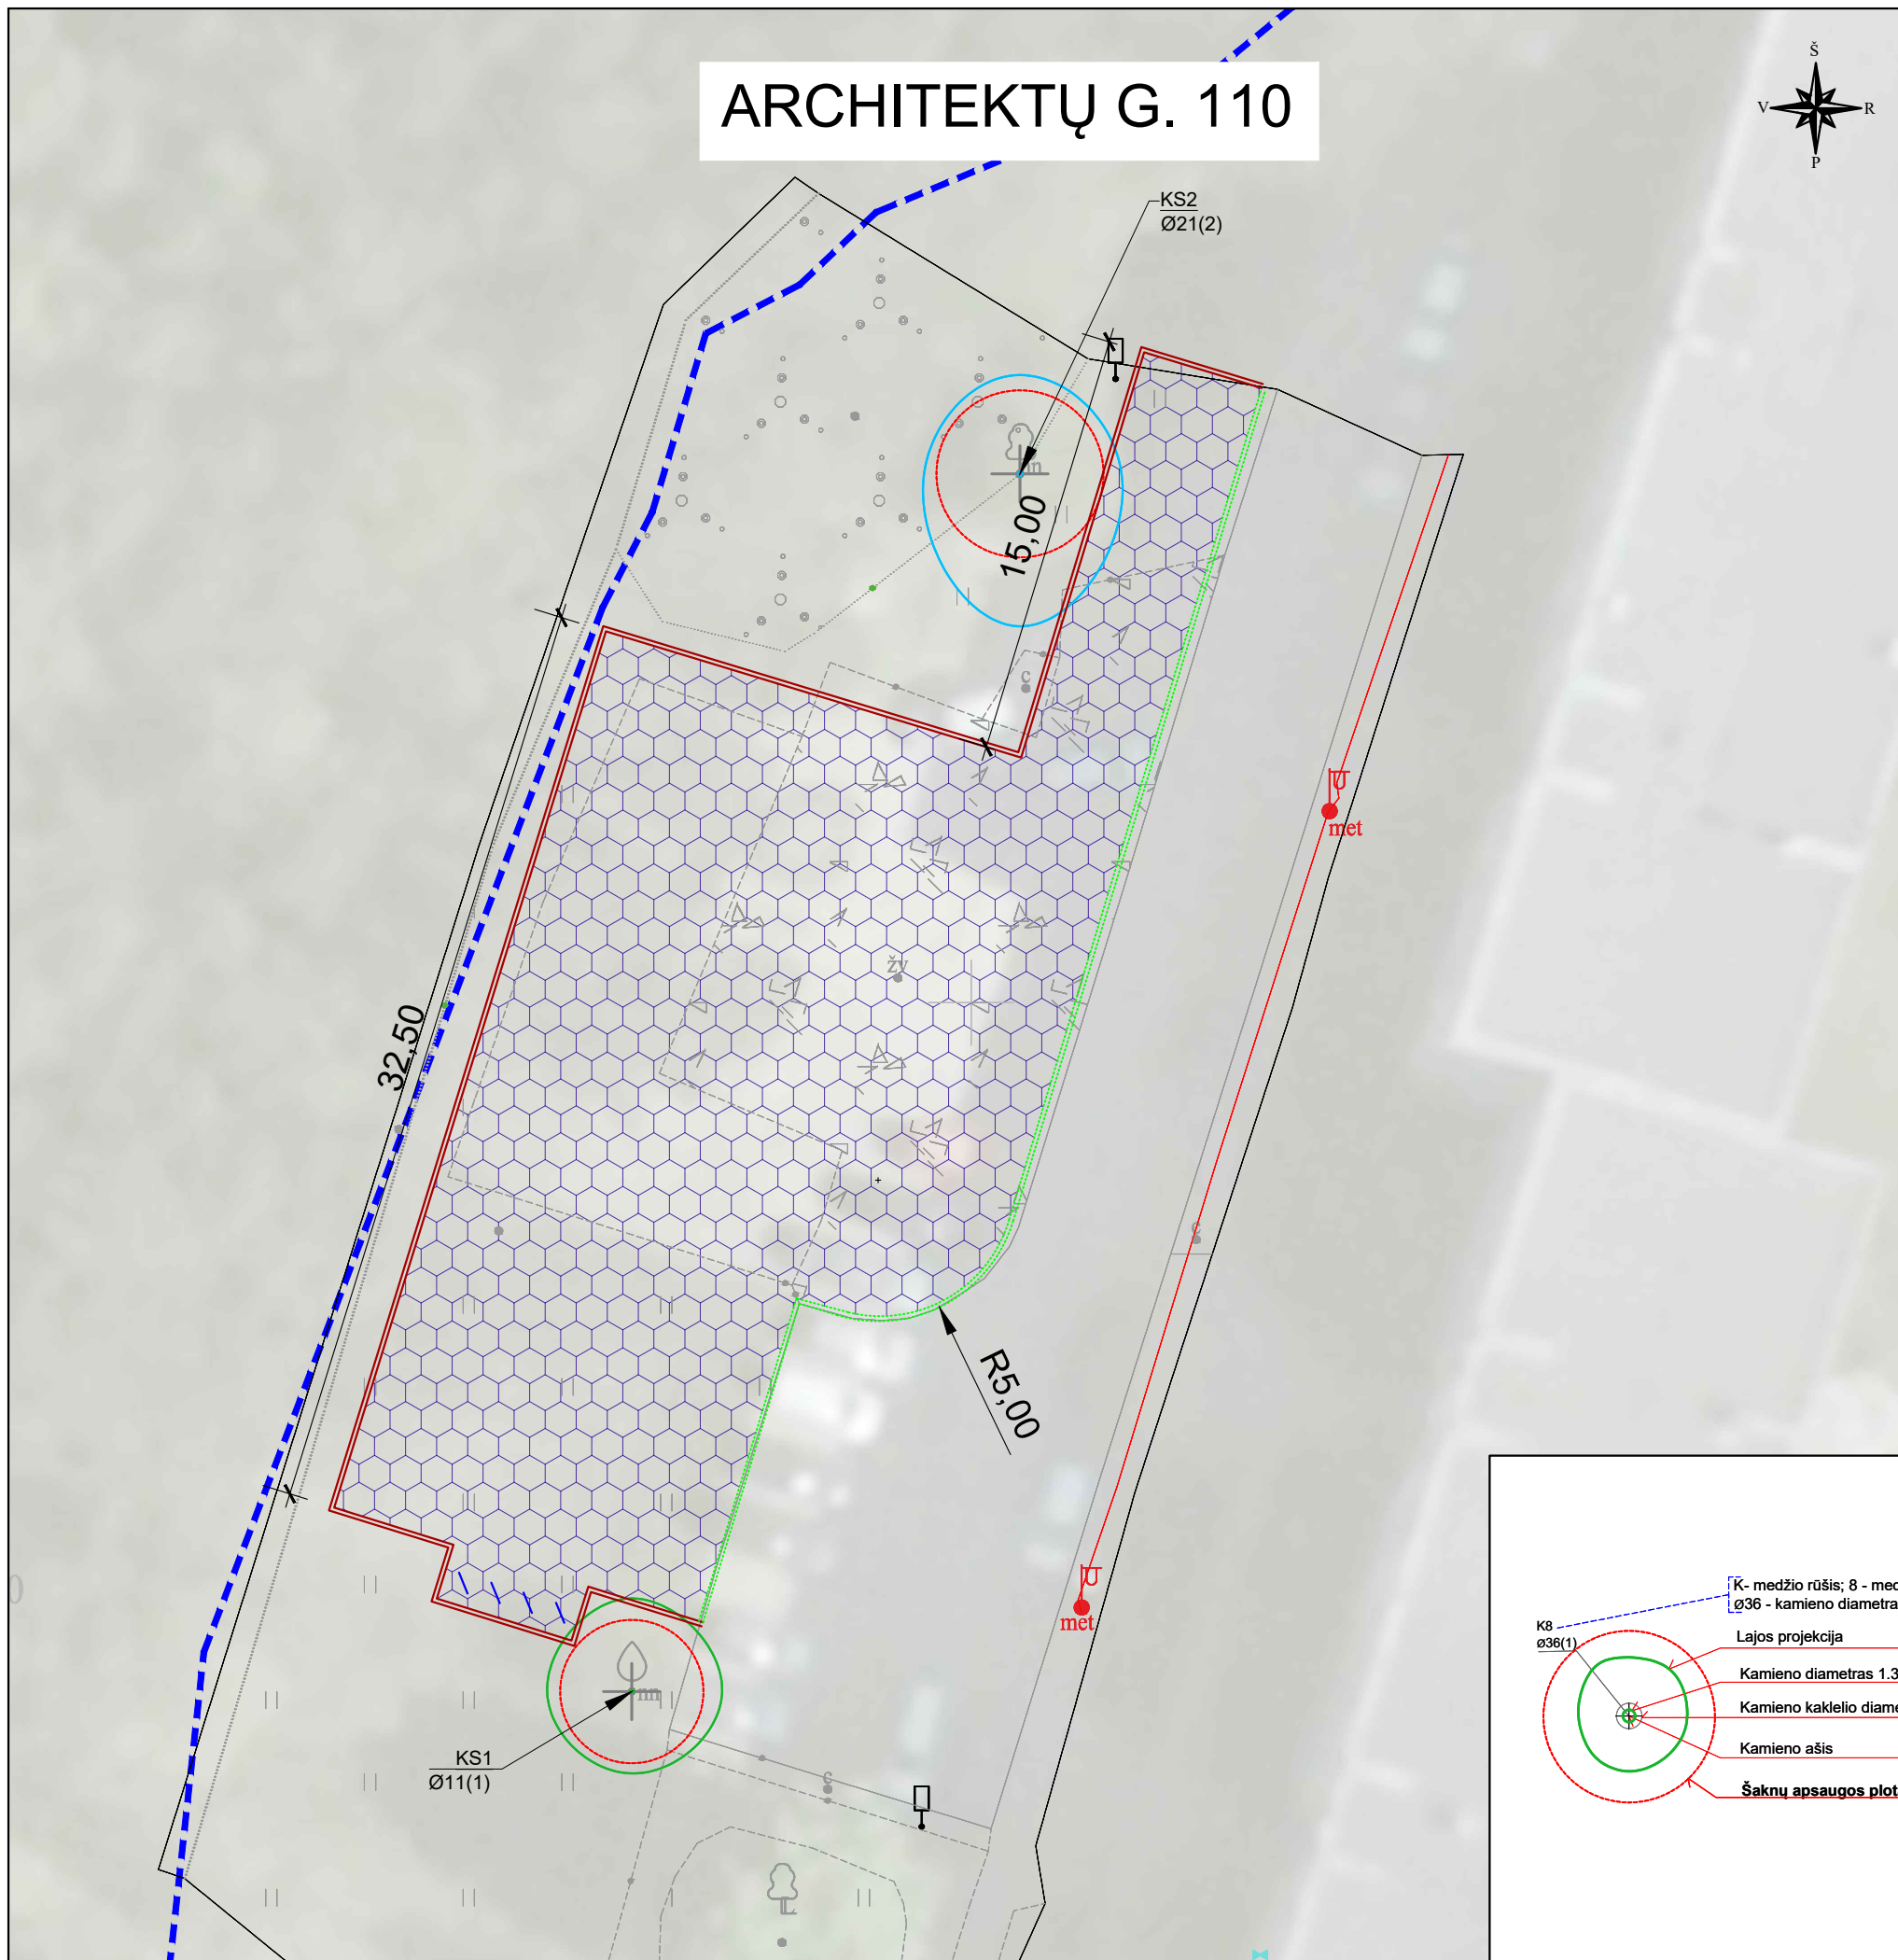 ARCHITEKTŲ G. 110
Š
V
R
P
KS2
Ø21(2)
15,00
c
žv
32,50
U
met
c
R5,00
U
met
KS1
Ø11(1)
c
K- medžio rūšis; 8 - med
Ø36 - kamieno diametra
K8
Ø36(1)
Lajos projekcija
Kamieno diametras 1.3
Kamieno kaklelio diame
Kamieno ašis
Šaknų apsaugos plot